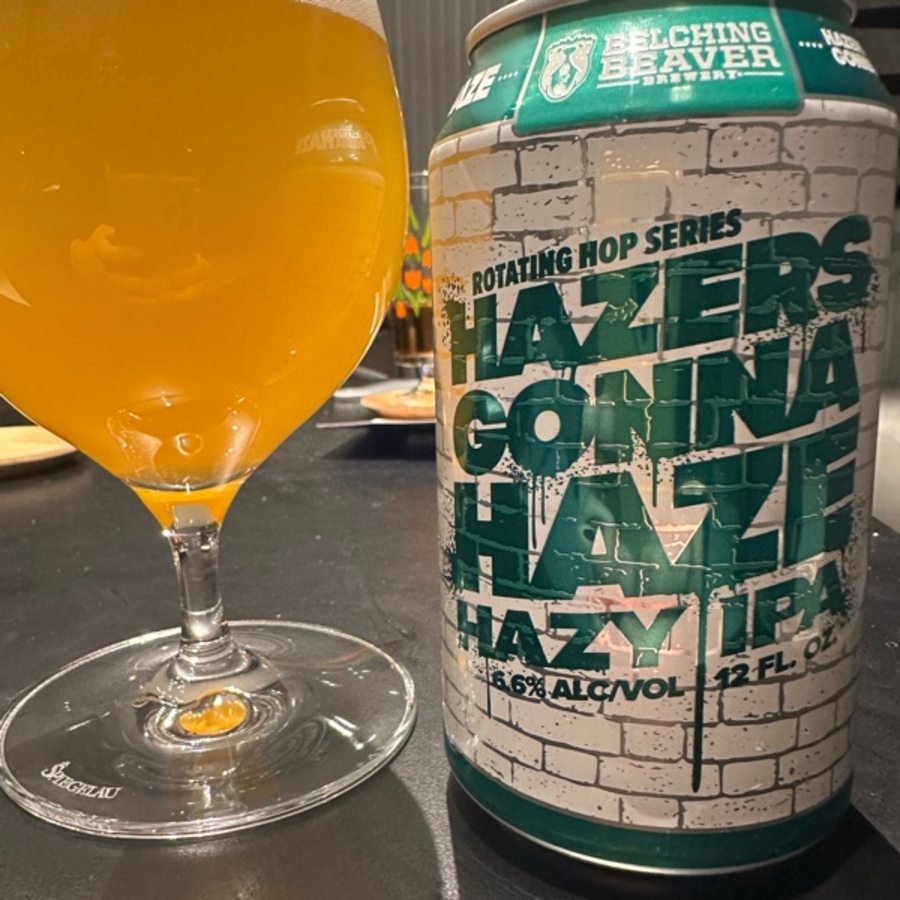 BELCHING
BEAVER
BREWERY
ROTATING HOP SERIES
HAZERS
GONNA
HAZE
HAZY IPA
6.6% ALC/VOL 12 FL. OZ.
SPIEGELAU